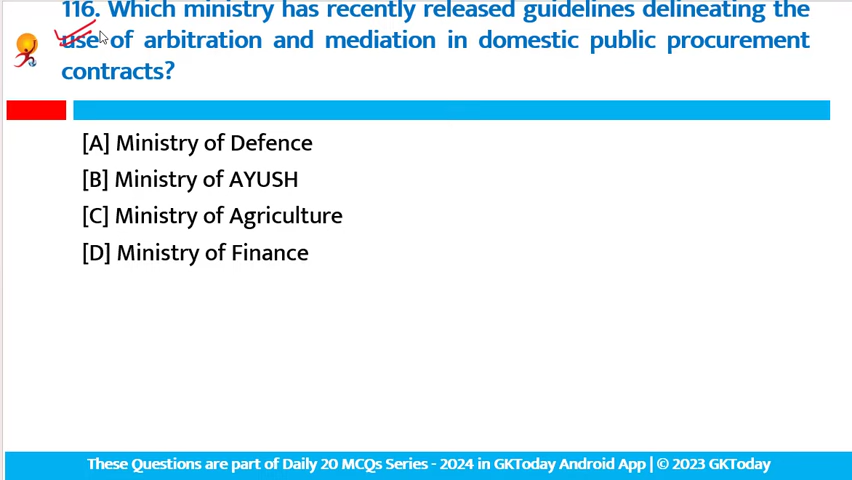 116. Which ministry has recently released guidelines delineating the
use of arbitration and mediation in domestic public procurement
contracts?
[A] Ministry of Defence
[B] Ministry of AYUSH
[C] Ministry of Agriculture
[D] Ministry of Finance
These Questions are part of Daily 20 MCQs Series - 2024 in GKToday Android App | © 2023 GKToday